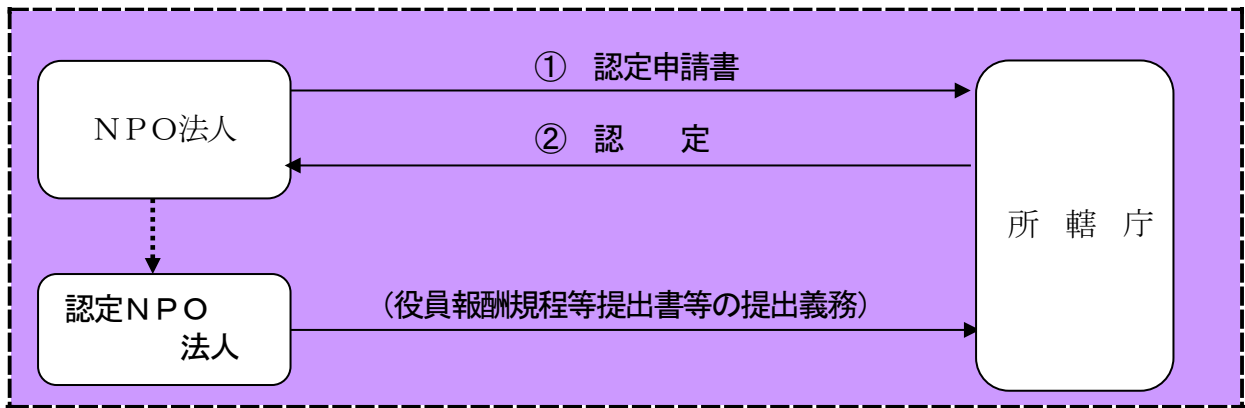 ① 認定申請書
NPO法人
② 認　　定
所　轄　庁
認定NPO
法人
（役員報酬規程等提出書等の提出義務）